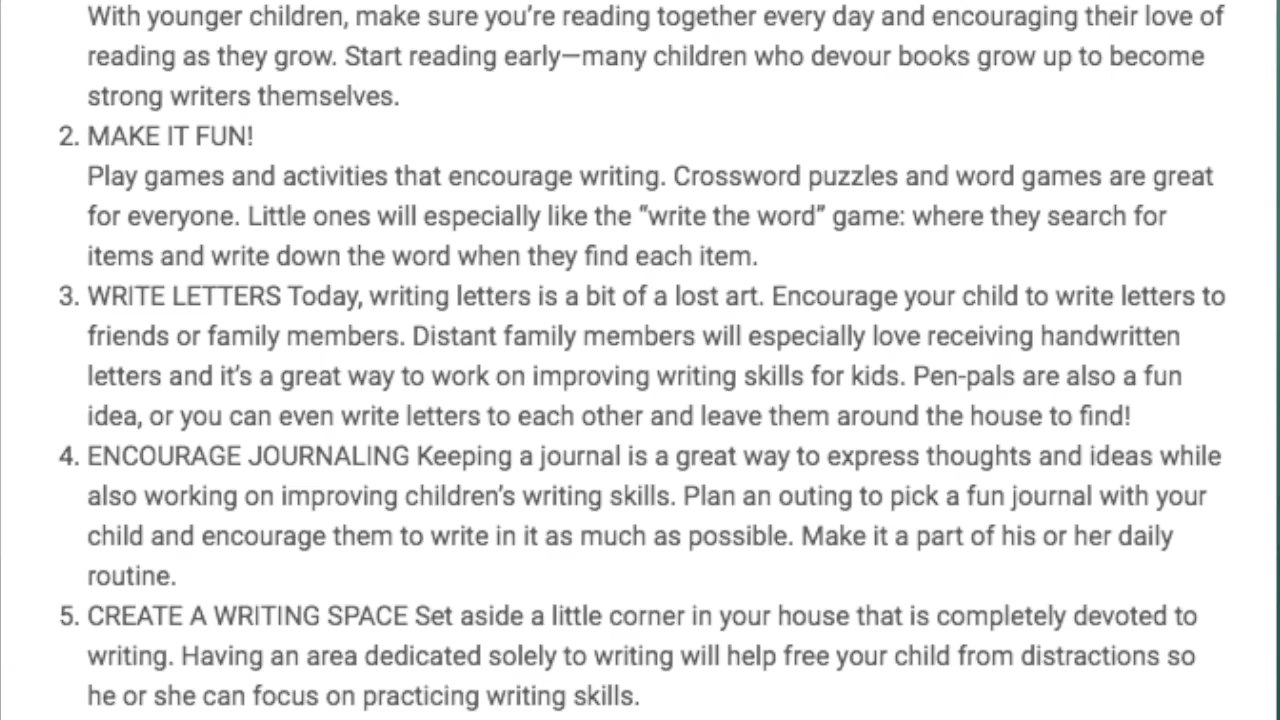 With younger children, make sure you’re reading together every day and encouraging their love of
reading as they grow. Start reading early—many children who devour books grow up to become
strong writers themselves.
2. MAKE IT FUN!
Play games and activities that encourage writing. Crossword puzzles and word games are great
for everyone. Little ones will especially like the “write the word” game: where they search for
items and write down the word when they find each item.
3. WRITE LETTERS Today, writing letters is a bit of a lost art. Encourage your child to write letters to
friends or family members. Distant family members will especially love receiving handwritten
letters and it’s a great way to work on improving writing skills for kids. Pen-pals are also a fun
idea, or you can even write letters to each other and leave them around the house to find!
4. ENCOURAGE JOURNALING Keeping a journal is a great way to express thoughts and ideas while
also working on improving children’s writing skills. Plan an outing to pick a fun journal with your
child and encourage them to write in it as much as possible. Make it a part of his or her daily
routine.
5. CREATE A WRITING SPACE Set aside a little corner in your house that is completely devoted to
writing. Having an area dedicated solely to writing will help free your child from distractions so
he or she can focus on practicing writing skills.